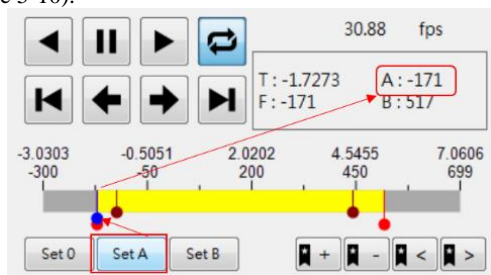 30.88 fps
T : -1.7273 A : -171
F : -171 B : 517
-3.0303 -0.5051 2.0202 4.5455 7.0606
-300 -50 200 450 699
Set 0 Set A Set B + - < >